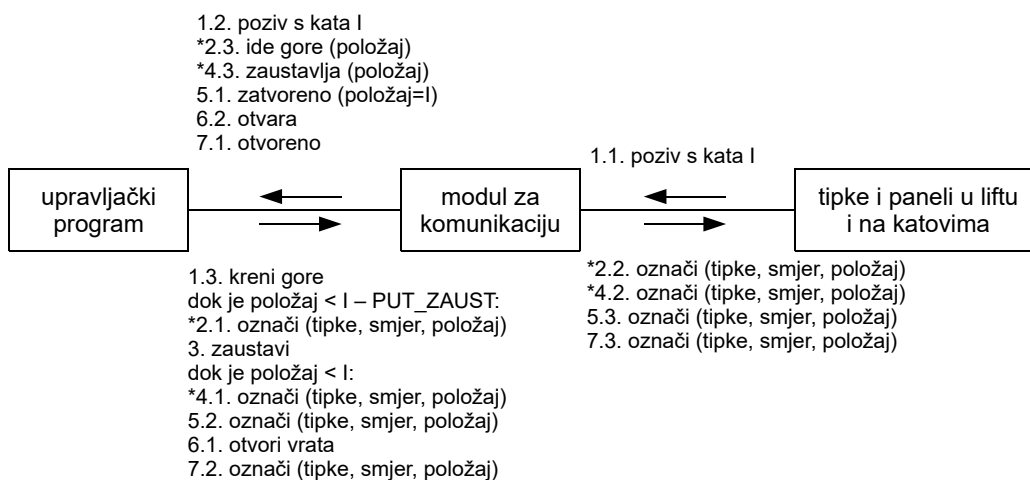 1.2. poziv s kata I
*2.3. ide gore (položaj)
*4.3. zaustavlja (položaj)
5.1. zatvoreno (položaj=I)
6.2. otvara
7.1. otvoreno
1.1. poziv s kata I
upravljački
program
modul za
komunikaciju
tipke i paneli u liftu
i na katovima
1.3. kreni gore
dok je položaj < I – PUT_ZAUST:
*2.1. označi (tipke, smjer, položaj)
3. zaustavi
dok je položaj < I:
*4.1. označi (tipke, smjer, položaj)
5.2. označi (tipke, smjer, položaj)
6.1. otvori vrata
7.2. označi (tipke, smjer, položaj)
*2.2. označi (tipke, smjer, položaj)
*4.2. označi (tipke, smjer, položaj)
5.3. označi (tipke, smjer, položaj)
7.3. označi (tipke, smjer, položaj)